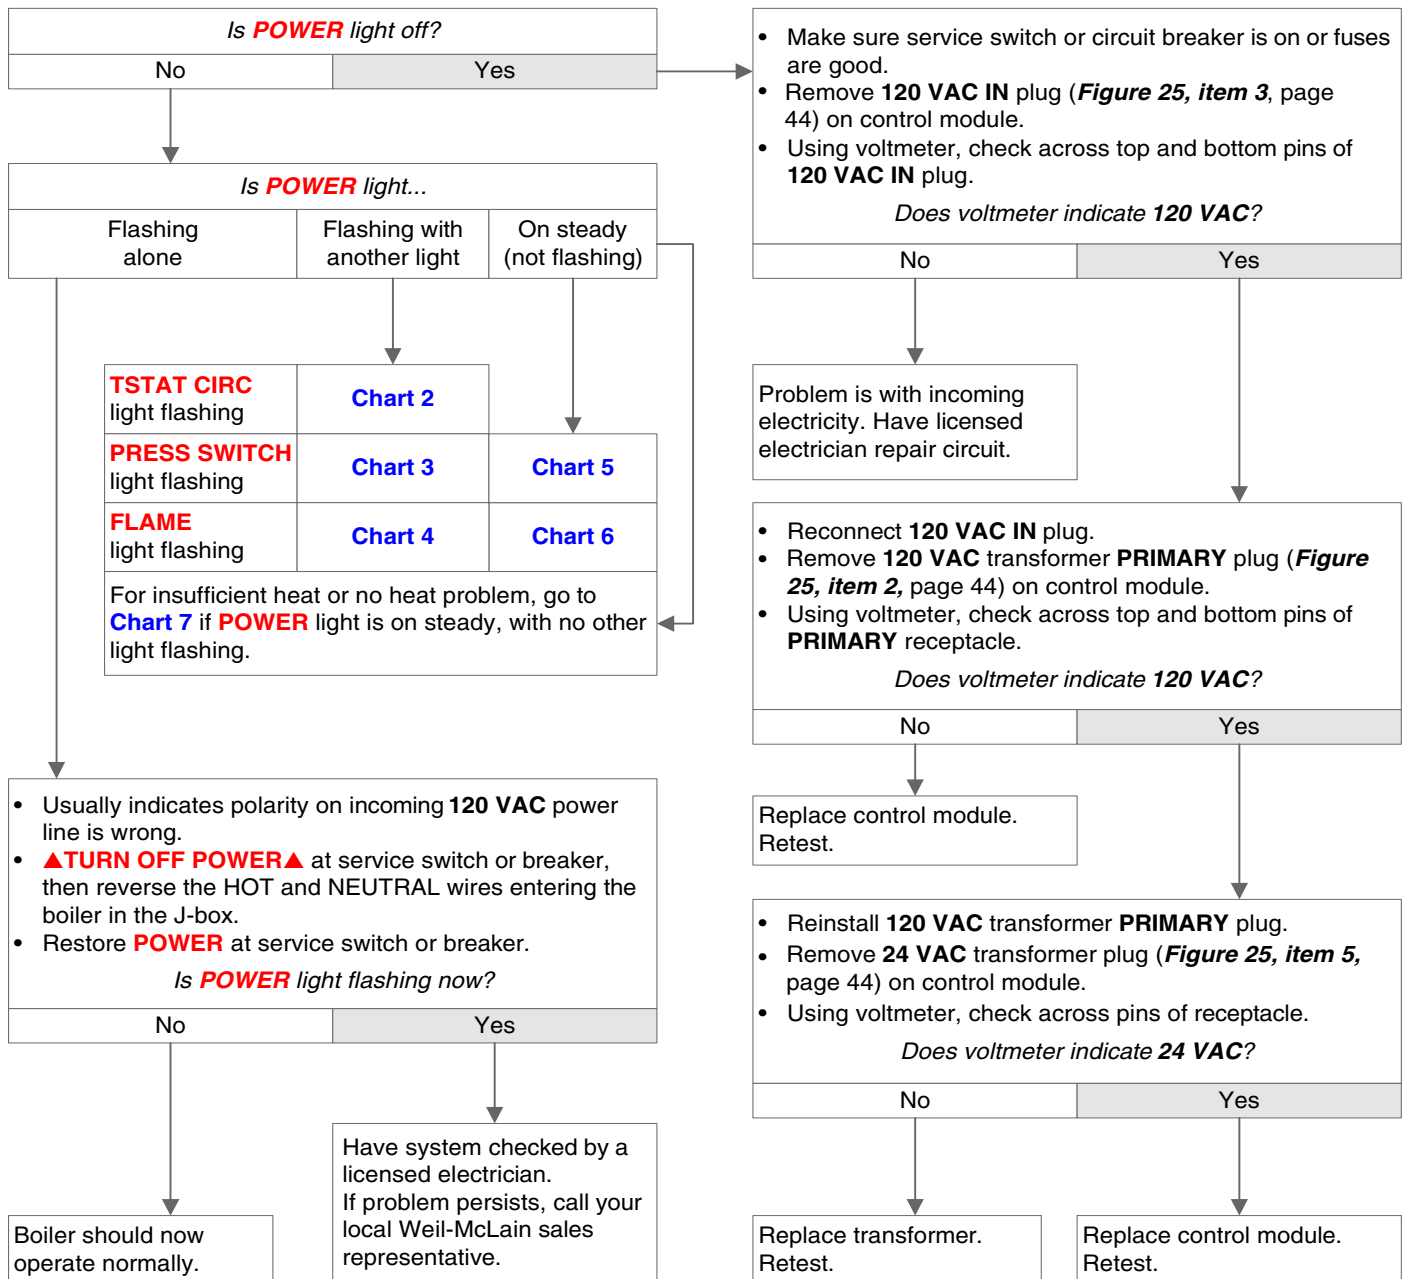 Is POWER light off?
No
Yes
Is POWER light...
Flashing
alone
Flashing with
another light
On steady
(not flashing)
TSTAT CIRC
light flashing
Chart 2
PRESS SWITCH
light flashing
Chart 3
Chart 5
FLAME
light flashing
Chart 4
Chart 6
For insufficient heat or no heat problem, go to
Chart 7 if POWER light is on steady, with no other
light flashing.
• Usually indicates polarity on incoming 120 VAC power
line is wrong.
• ▲TURN OFF POWER▲ at service switch or breaker,
then reverse the HOT and NEUTRAL wires entering the
boiler in the J-box.
• Restore POWER at service switch or breaker.
Is POWER light flashing now?
No
Yes
Boiler should now
operate normally.
Have system checked by a
licensed electrician.
If problem persists, call your
local Weil-McLain sales
representative.
• Make sure service switch or circuit breaker is on or fuses
are good.
• Remove 120 VAC IN plug (Figure 25, item 3, page
44) on control module.
• Using voltmeter, check across top and bottom pins of
120 VAC IN plug.
Does voltmeter indicate 120 VAC?
No
Yes
Problem is with incoming
electricity. Have licensed
electrician repair circuit.
• Reconnect 120 VAC IN plug.
• Remove 120 VAC transformer PRIMARY plug (Figure
25, item 2, page 44) on control module.
• Using voltmeter, check across top and bottom pins of
PRIMARY receptacle.
Does voltmeter indicate 120 VAC?
No
Yes
Replace control module.
Retest.
• Reinstall 120 VAC transformer PRIMARY plug.
• Remove 24 VAC transformer plug (Figure 25, item 5,
page 44) on control module.
• Using voltmeter, check across pins of receptacle.
Does voltmeter indicate 24 VAC?
No
Yes
Replace transformer.
Retest.
Replace control module.
Retest.